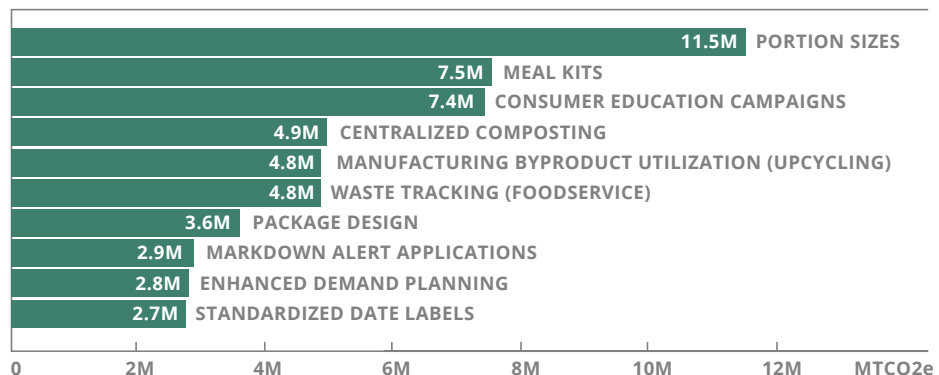 11.5M PORTION SIZES
7.5M MEAL KITS
7.4M CONSUMER EDUCATION CAMPAIGNS
4.9M CENTRALIZED COMPOSTING
4.8M MANUFACTURING BYPRODUCT UTILIZATION (UPCYCLING)
4.8M WASTE TRACKING (FOODSERVICE)
3.6M PACKAGE DESIGN
2.9M MARKDOWN ALERT APPLICATIONS
2.8M ENHANCED DEMAND PLANNING
2.7M STANDARDIZED DATE LABELS
0 2M 4M 6M 8M 10M 12M MTCO2e